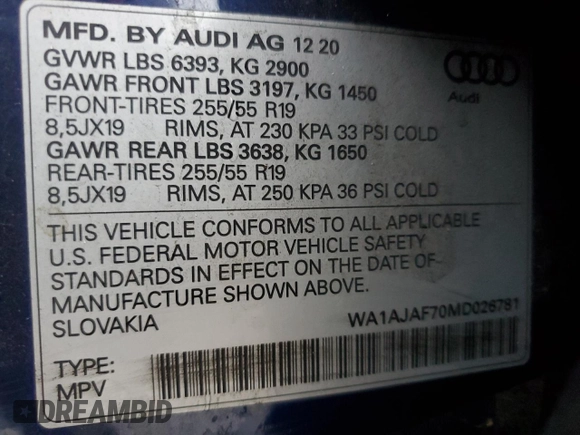 MFD. BY AUDI AG 12 20
GVWR LBS 6393, KG 2900
GAWR FRONT LBS 3197, KG 1450
FRONT-TIRES 255/55 R19
8,5JX19 RIMS, AT 230 KPA 33 PSI COLD
GAWR REAR LBS 3638, KG 1650
REAR-TIRES 255/55 R19
8,5JX19 RIMS, AT 250 KPA 36 PSI COLD
Audi
THIS VEHICLE CONFORMS TO ALL APPLICABLE
U.S. FEDERAL MOTOR VEHICLE SAFETY
STANDARDS IN EFFECT ON THE DATE OF
MANUFACTURE SHOWN ABOVE.
SLOVAKIA WA1AJAF70MD026781
TYPE:
MPV
DREAMBID